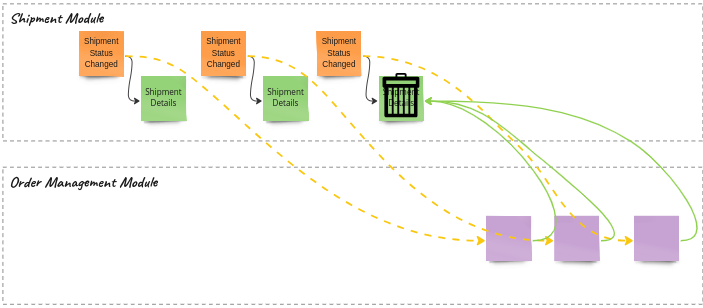 Shipment Module
Shipment
Status
Changed
Shipment
Status
Changed
Shipment
Status
Changed
Shipment
Details
Shipment
Details
Shipment
Details
Order Management Module